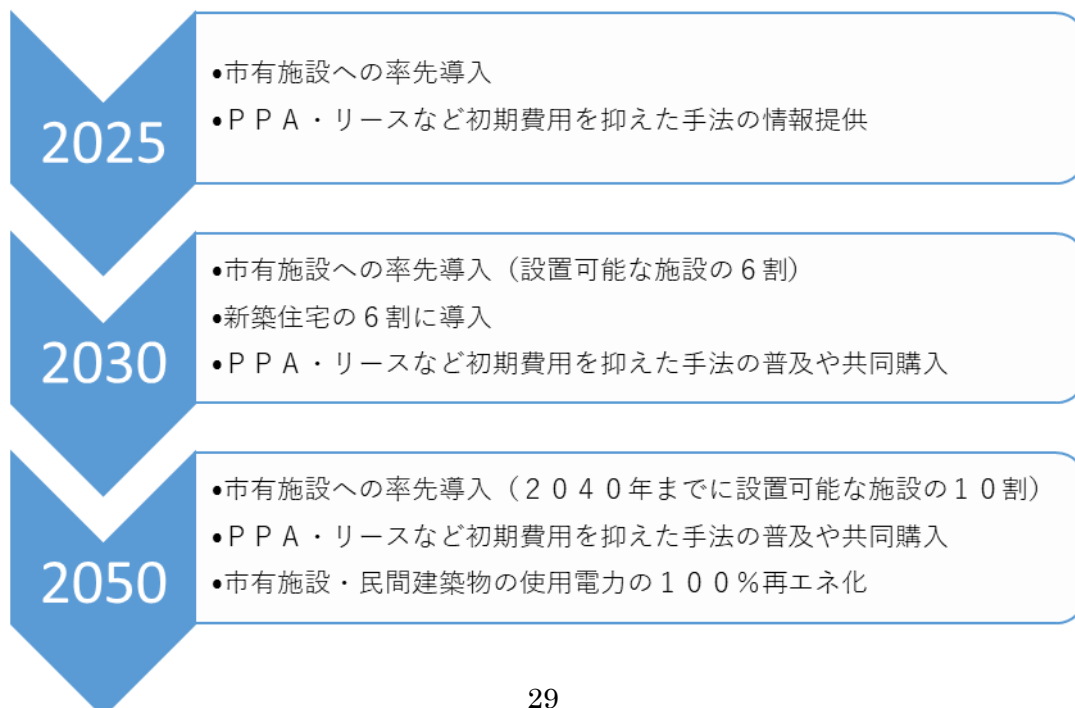 2025
•市有施設への率先導入
•ＰＰＡ・リースなど初期費用を抑えた手法の情報提供
2030
•市有施設への率先導入（設置可能な施設の６割）
•新築住宅の６割に導入
•ＰＰＡ・リースなど初期費用を抑えた手法の普及や共同購入
2050
•市有施設への率先導入（２０４０年までに設置可能な施設の１０割）
•ＰＰＡ・リースなど初期費用を抑えた手法の普及や共同購入
•市有施設・民間建築物の使用電力の１００％再エネ化
29